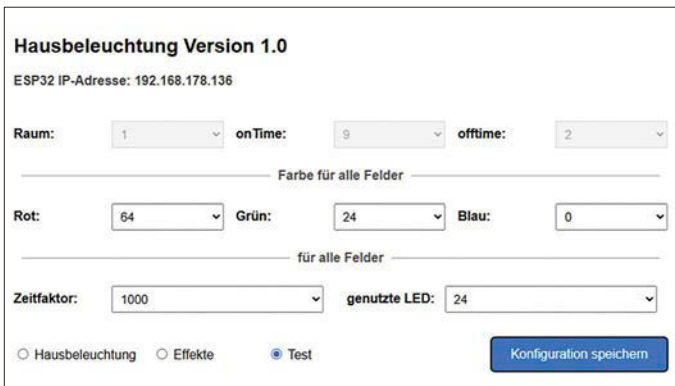 Hausbeleuchtung Version 1.0
ESP32 IP-Adresse: 192.168.178.136
Raum: 1 onTime: 9 offtime: 2
Farbe für alle Felder
Rot: 64 Grün: 24 Blau: 0
für alle Felder
Zeitfaktor: 1000 genutzte LED: 24
Hausbeleuchtung Effekte Test Konfiguration speichern